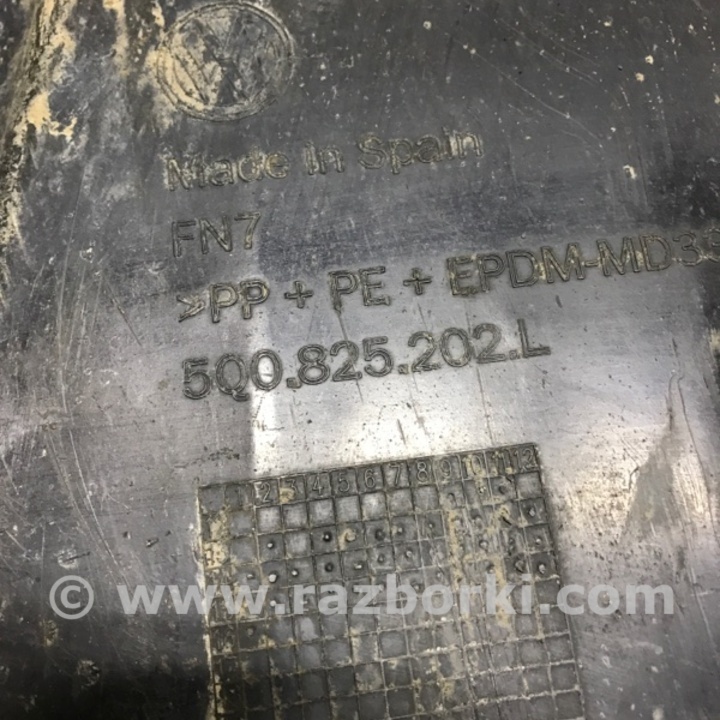 Made in Spain
FN7
>PP + PE + EPDM-MD3
5Q0.825.202.L
1 2 3 4 5 6 7 8 9 10 11 12
© www.razborki.com